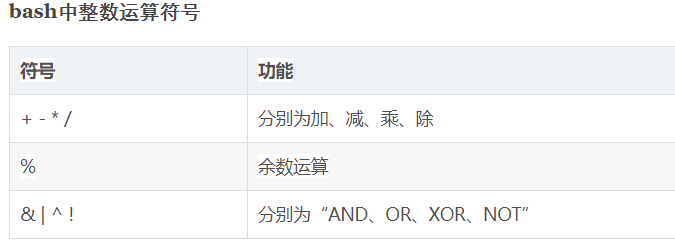 bash中整数运算符号
符号 功能
+ - * / 分别为加、减、乘、除
% 余数运算
& | ^ ! 分别为“AND、OR、XOR、NOT”